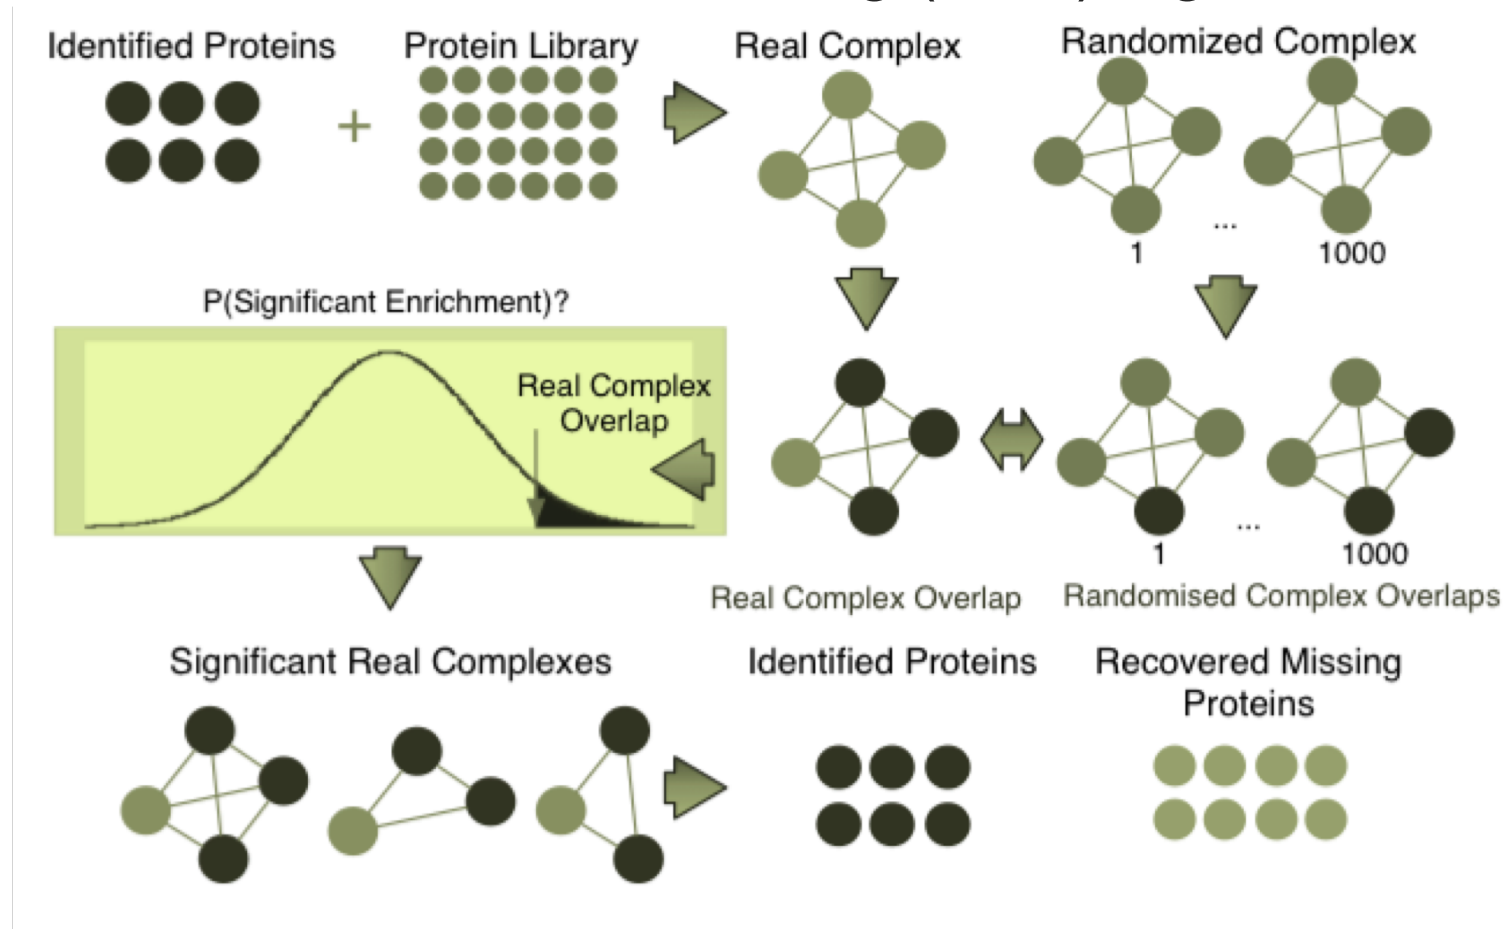 Identified Proteins
Protein Library
Real Complex
Randomized Complex
+
1
...
1000
P(Significant Enrichment)?
Real Complex
Overlap
1
...
1000
Real Complex Overlap
Randomised Complex Overlaps
Significant Real Complexes
Identified Proteins
Recovered Missing
Proteins